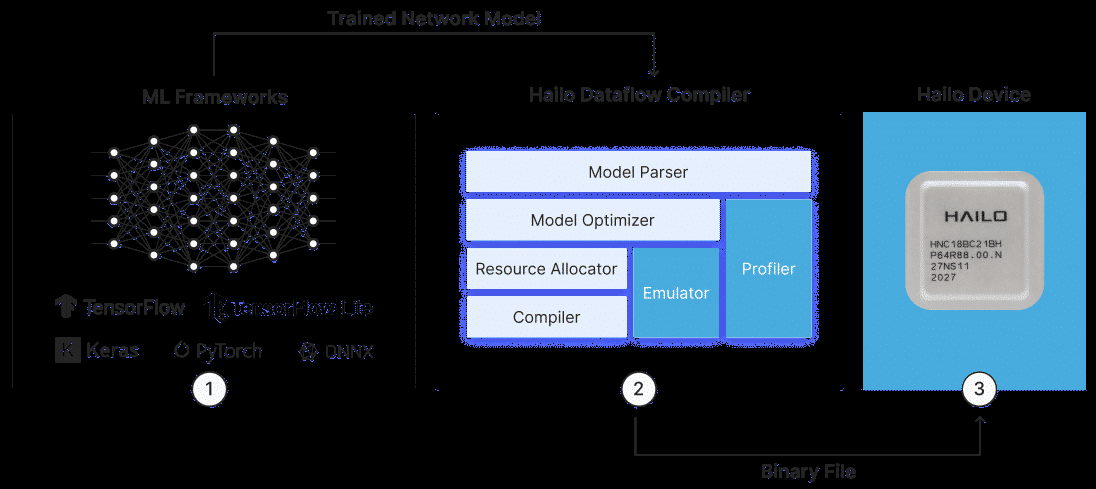 Trained Network Model
ML Frameworks
Hailo Dataflow Compiler
Hailo Device
Model Parser
Model Optimizer
Resource Allocator
Compiler
Emulator
Profiler
HAILO
HNC18BC21BH
P64R88.00.N
27NS11
2027
TensorFlow
TensorFlow Lite
K Keras
PyTorch
ONNX
1
2
3
Binary File